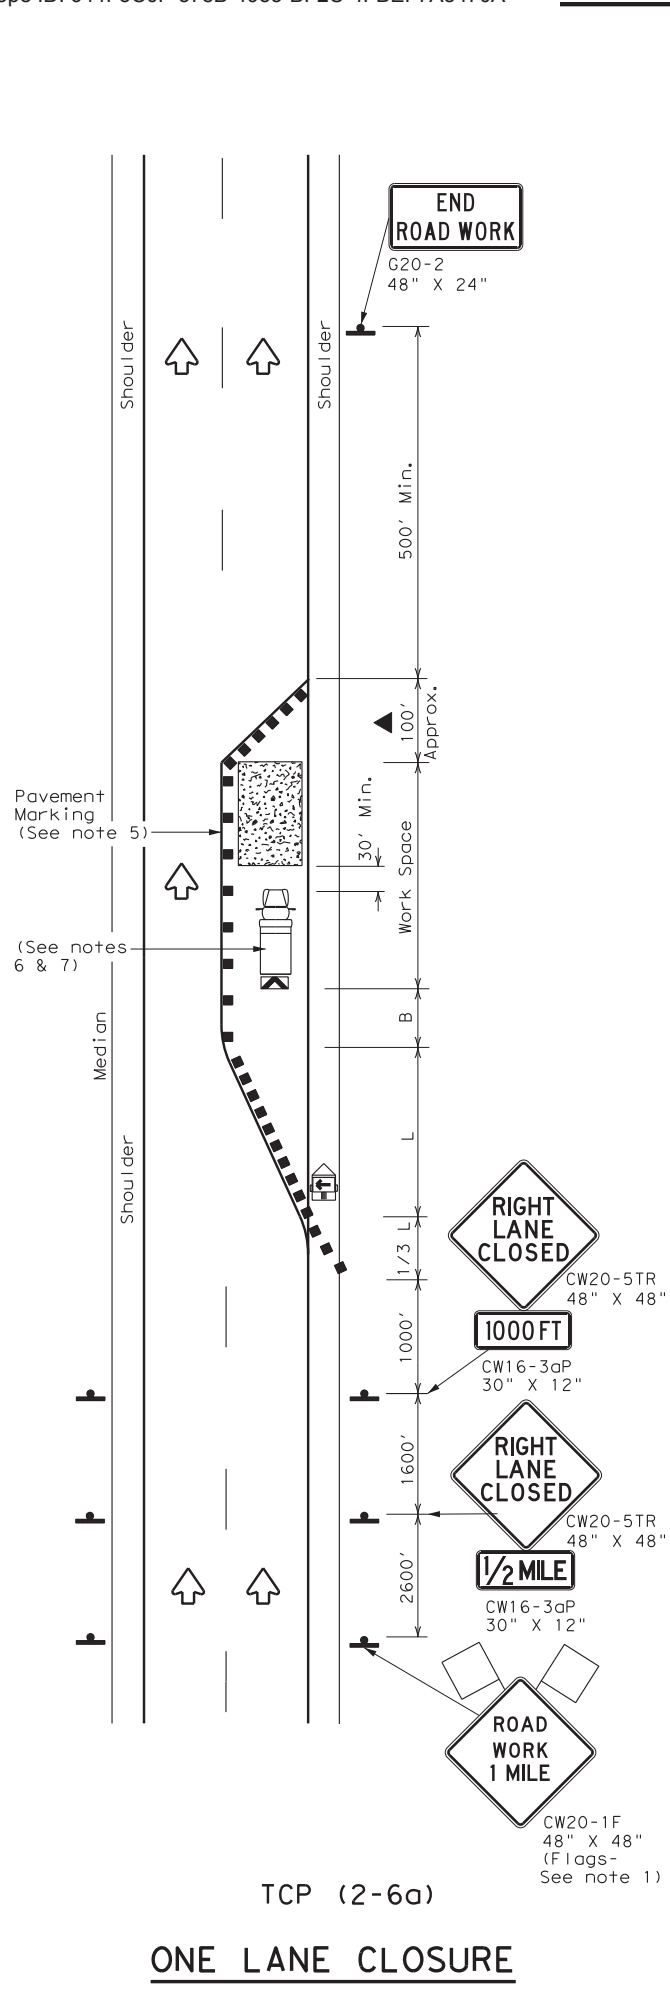 END
ROAD WORK
G20-2
48" X 24"
Shoulder
Shoulder
500' Min.
100'
Approx.
30' Min.
Work Space
Pavement
Marking
(See note 5)
(See notes
6 & 7)
B
Median
L
Shoulder
1/3 L
RIGHT
LANE
CLOSED
CW20-5TR
48" X 48"
1000 FT
1000'
CW16-3aP
30" X 12"
1600'
RIGHT
LANE
CLOSED
CW20-5TR
48" X 48"
1/2 MILE
2600'
CW16-3aP
30" X 12"
ROAD
WORK
1 MILE
CW20-1F
48" X 48"
(Flags-
See note 1)
TCP (2-6a)
ONE LANE CLOSURE